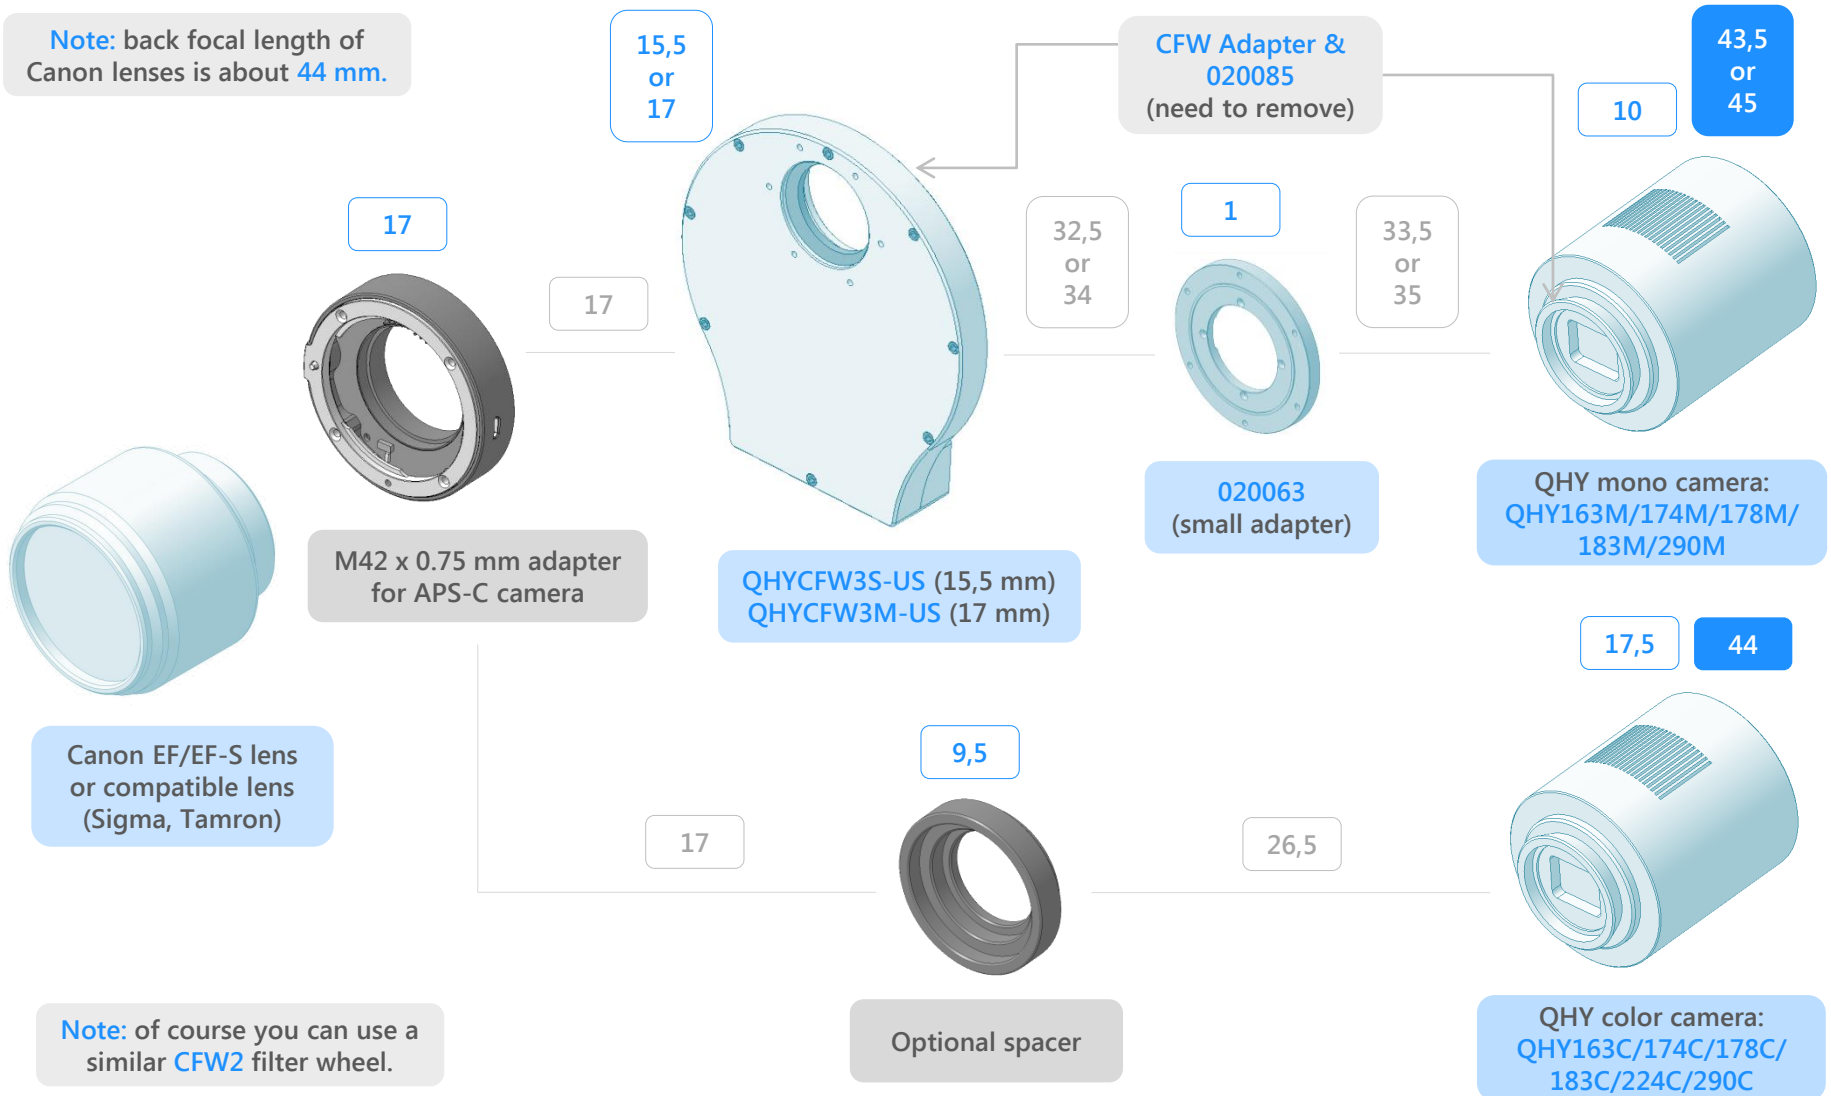 Note: back focal length of
Canon lenses is about 44 mm.
15,5
or
17
CFW Adapter &
020085
(need to remove)
43,5
or
45
10
17
17
32,5
or
34
1
33,5
or
35
M42 x 0.75 mm adapter
for APS-C camera
QHYCFW3S-US (15,5 mm)
QHYCFW3M-US (17 mm)
020063
(small adapter)
QHY mono camera:
QHY163M/174M/178M/
183M/290M
17,5
44
Canon EF/EF-S lens
or compatible lens
(Sigma, Tamron)
17
9,5
26,5
Note: of course you can use a
similar CFW2 filter wheel.
Optional spacer
QHY color camera:
QHY163C/174C/178C/
183C/224C/290C